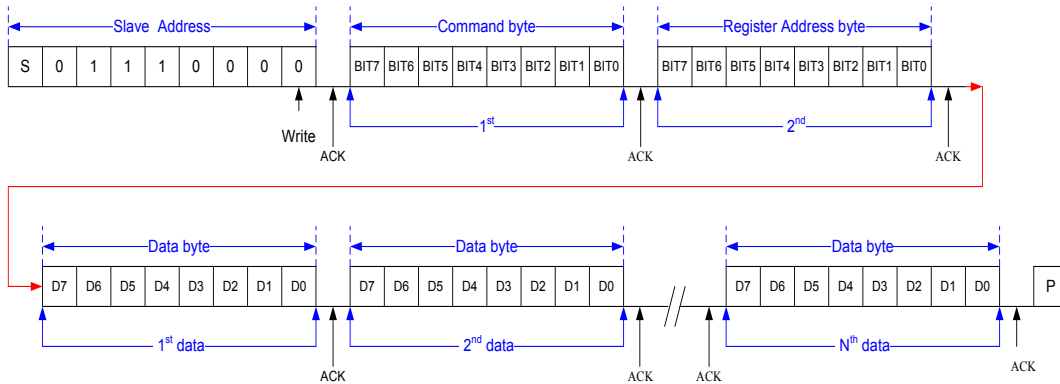 Slave Address Command byte Register Address byte
S 0 1 1 1 0 0 0 0 BIT7 BIT6 BIT5 BIT4 BIT3 BIT2 BIT1 BIT0 BIT7 BIT6 BIT5 BIT4 BIT3 BIT2 BIT1 BIT0
Write 1st 2nd
ACK ACK ACK
Data byte Data byte Data byte
D7 D6 D5 D4 D3 D2 D1 D0 D7 D6 D5 D4 D3 D2 D1 D0 // D7 D6 D5 D4 D3 D2 D1 D0 P
1st data 2nd data Nth data
ACK ACK ACK ACK